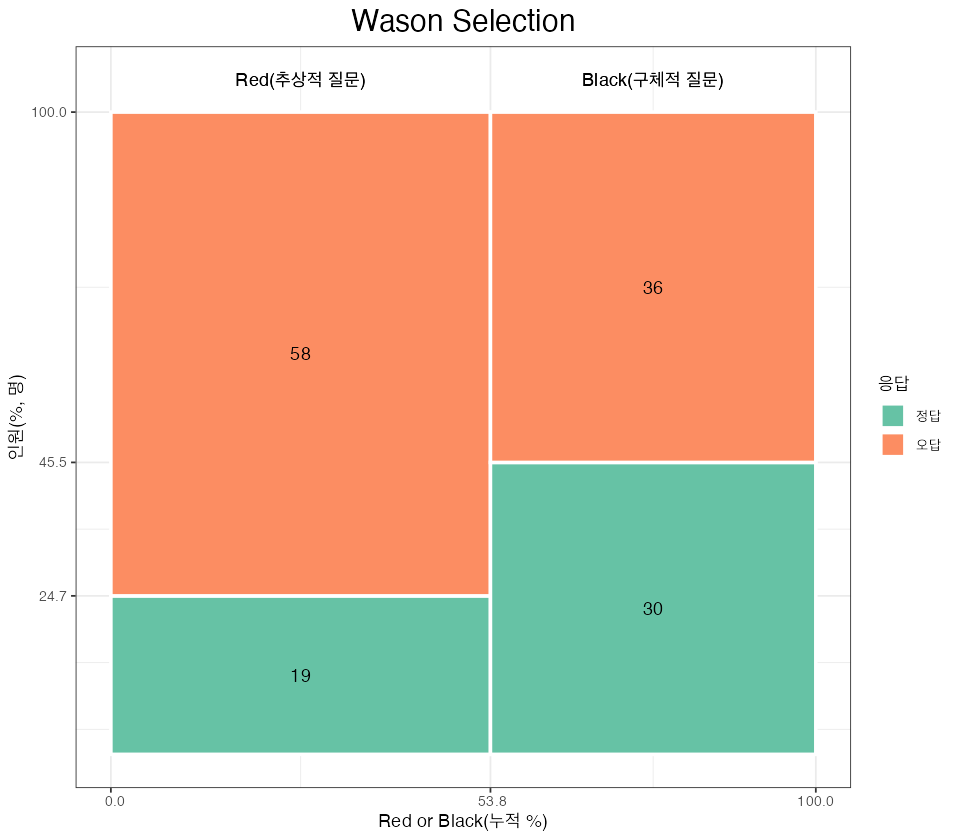 Wason Selection
Red(추상적 질문)
Black(구체적 질문)
100.0
45.5
24.7
인원(%, 명)
58
36
19
30
응답
정답
오답
0.0
53.8
100.0
Red or Black(누적 %)